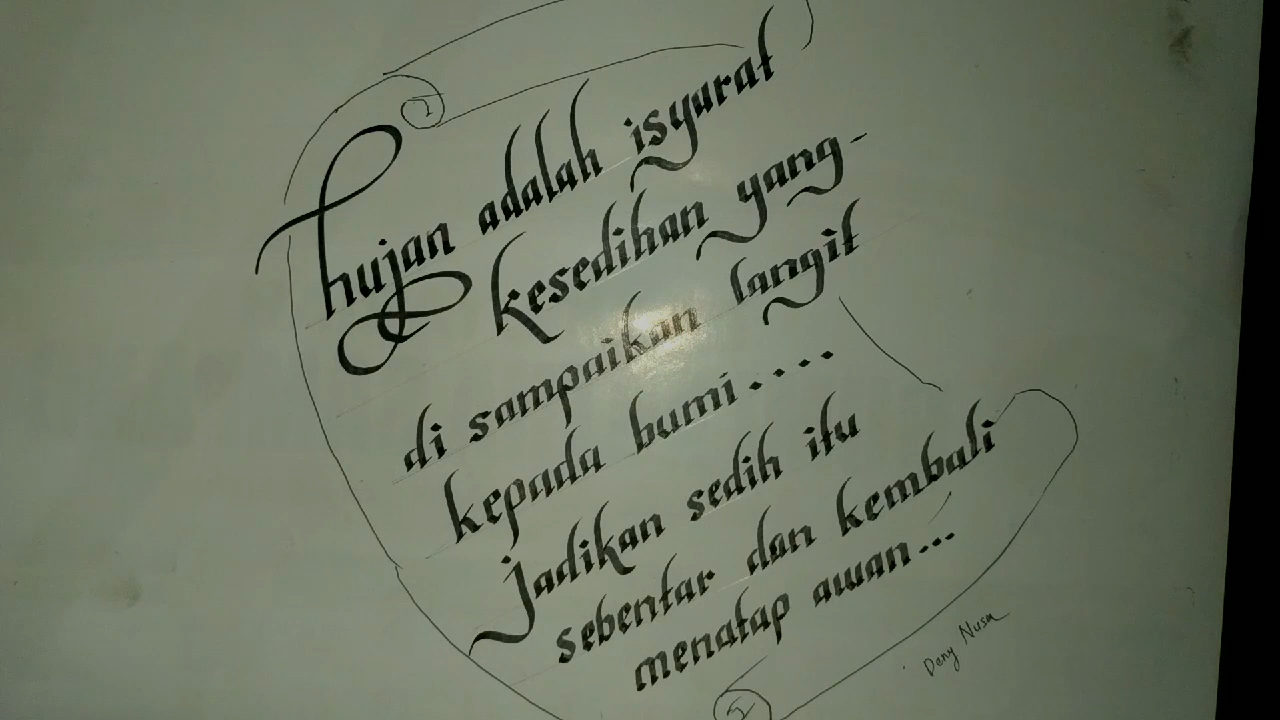 hujan adalah isyarat
kesedihan yang-
di sampaikan langit
kepada bumi....
jadikan sedih itu
sebentar dan kembali
menatap awan...
Deny Nusa